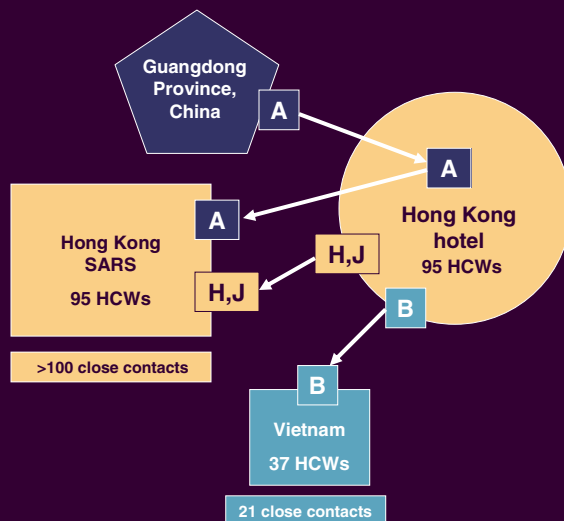 Guangdong
Province,
China
A
A
Hong Kong
hotel
95 HCWs
A
Hong Kong
SARS
95 HCWs
H,J
H,J
B
>100 close contacts
B
Vietnam
37 HCWs
21 close contacts